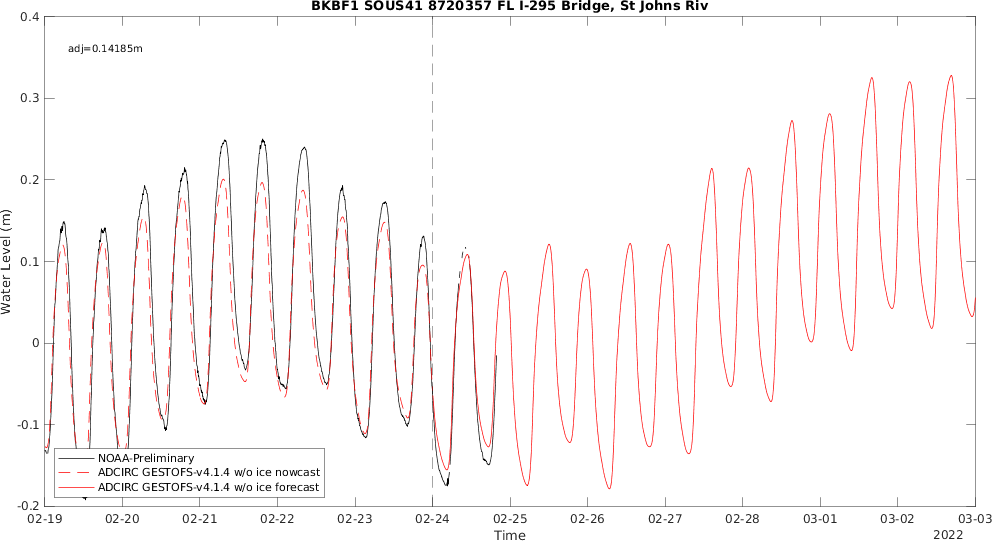 BKBF1 SOUS41 8720357 FL I-295 Bridge, St Johns Riv
adj=0.14185m
0.4
0.3
0.2
0.1
0
-0.1
-0.2
Water Level (m)
NOAA-Preliminary
ADCIRC GESTOFS-v4.1.4 w/o ice nowcast
ADCIRC GESTOFS-v4.1.4 w/o ice forecast
02-19 02-20 02-21 02-22 02-23 02-24 02-25 02-26 02-27 02-28 03-01 03-02 03-03
Time
2022